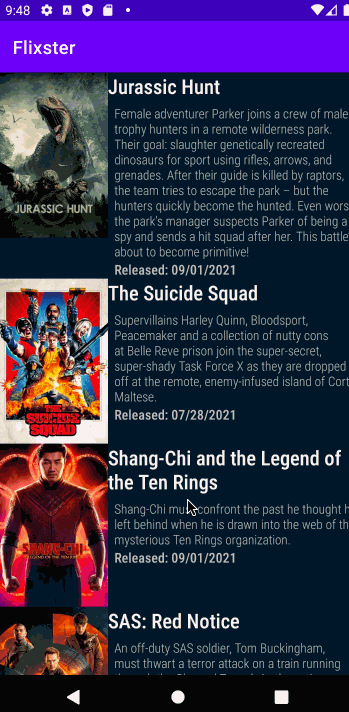 9:48
Flixster
Jurassic Hunt
Female adventurer Parker joins a crew of male
trophy hunters in a remote wilderness park.
Their goal: slaughter genetically recreated
dinosaurs for sport using rifles, arrows, and
grenades. After their guide is killed by raptors,
the team tries to escape the park – but the
hunters quickly become the hunted. Even wors
the park's manager suspects Parker of being a
spy and sends a hit squad after her. This battle
about to become primitive!
Released: 09/01/2021
JURASSIC HUNT
The Suicide Squad
Supervillains Harley Quinn, Bloodsport,
Peacemaker and a collection of nutty cons
at Belle Reve prison join the super-secret,
super-shady Task Force X as they are dropped
off at the remote, enemy-infused island of Cort
Maltese.
Released: 07/28/2021
THE
SUICIDE
SQUAD
Shang-Chi and the Legend of
the Ten Rings
Shang-Chi must confront the past he thought h
left behind when he is drawn into the web of th
mysterious Ten Rings organization.
Released: 09/01/2021
SHANG-CHI
SAS: Red Notice
An off-duty SAS soldier, Tom Buckingham,
must thwart a terror attack on a train running